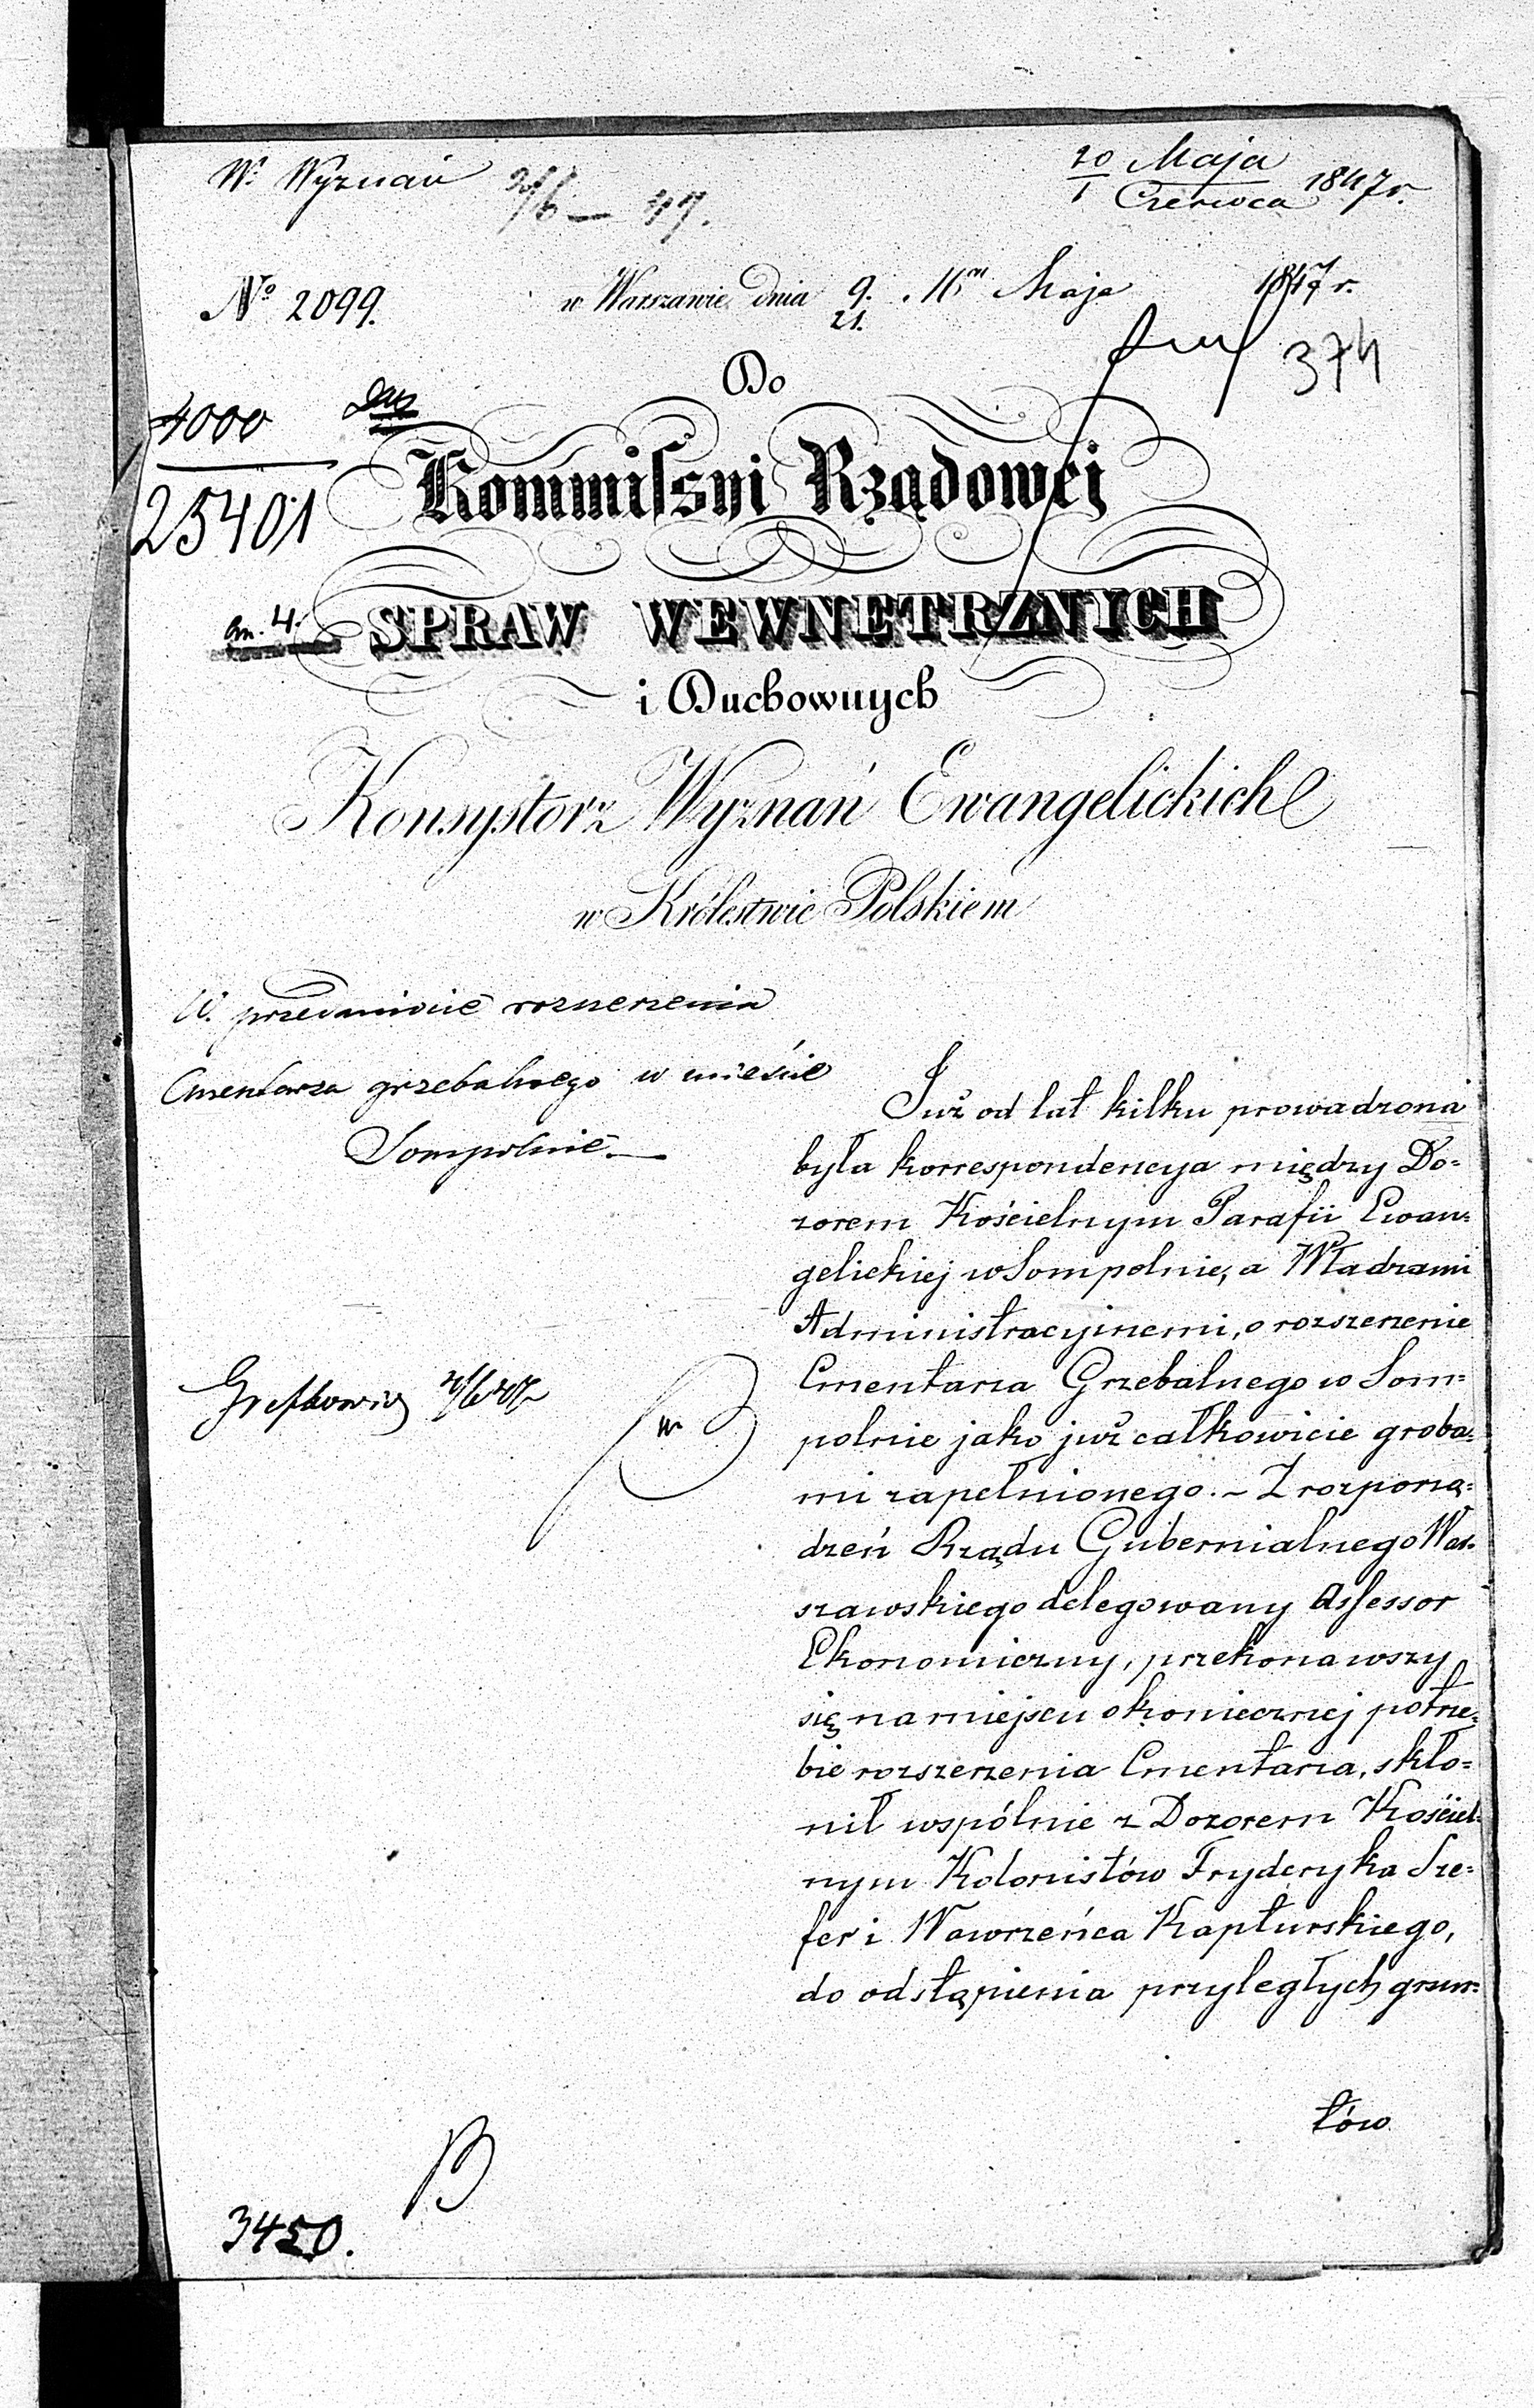 W. Wyznań
20 Maja
1 Czerwca 1847 r.
2/6 – 47.
No 2099.
w Warszawie dnia 9. 21. Maja 1847 r.
374
Do
4000
25401
Kommissyi Rządowej
an. 4.
SPRAW WEWNĘTRZNYCH
i Duchownych
Konsystorz Wyznań Ewangelickich
w Królestwie Polskiem
W. przedmiocie rozszerzenia
Cmentarza grzebalnego w mieście
Sompolnie.—
Już od lat kilku prowadzona
była korrespondencya między Do-
zorem Kościelnym Parafii Ewan-
gelickiej w Sompolnie, a Władzami
Administracyjnemi, o rozszerzenie
Cmentarza Grzebalnego w Som-
polnie jako już całkowicie groba-
mi zapełnionego. – Z rozporzą-
dzeń Rządu Gubernialnego War-
szawskiego delegowany Assessor
Ekonomiczny, przekonawszy
się na miejscu o koniecznej potrze-
bie rozszerzenia Cmentarza, skło-
nił wspólnie z Dozorem Kościel-
nym Kolonistów Fryderyka Sze-
fer i Wawrzeńca Kapturskiego,
do odstąpienia przyległych grun-
tów
3450.